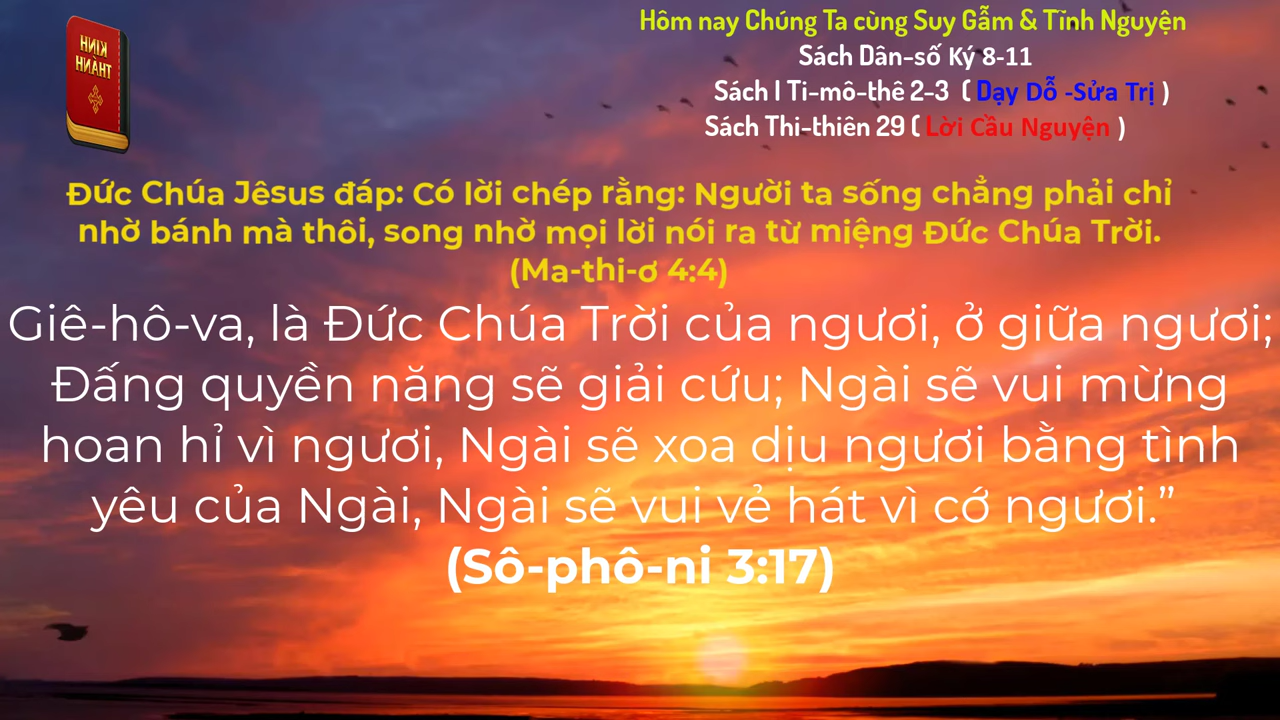 KINH
THÁNH
Hôm nay Chúng Ta cùng Suy Gẫm & Tĩnh Nguyện
Sách Dân-số Ký 8-11
Sách I Ti-mô-thê 2-3 ( Dạy Dỗ -Sửa Trị )
Sách Thi-thiên 29 ( Lời Cầu Nguyện )
Đức Chúa Jêsus đáp: Có lời chép rằng: Người ta sống chẳng phải chỉ
nhờ bánh mà thôi, song nhờ mọi lời nói ra từ miệng Đức Chúa Trời.
(Ma-thi-ơ 4:4)
Giê-hô-va, là Đức Chúa Trời của ngươi, ở giữa ngươi;
Đấng quyền năng sẽ giải cứu; Ngài sẽ vui mừng
hoan hỉ vì ngươi, Ngài sẽ xoa dịu ngươi bằng tình
yêu của Ngài, Ngài sẽ vui vẻ hát vì cớ ngươi.”
(Sô-phô-ni 3:17)